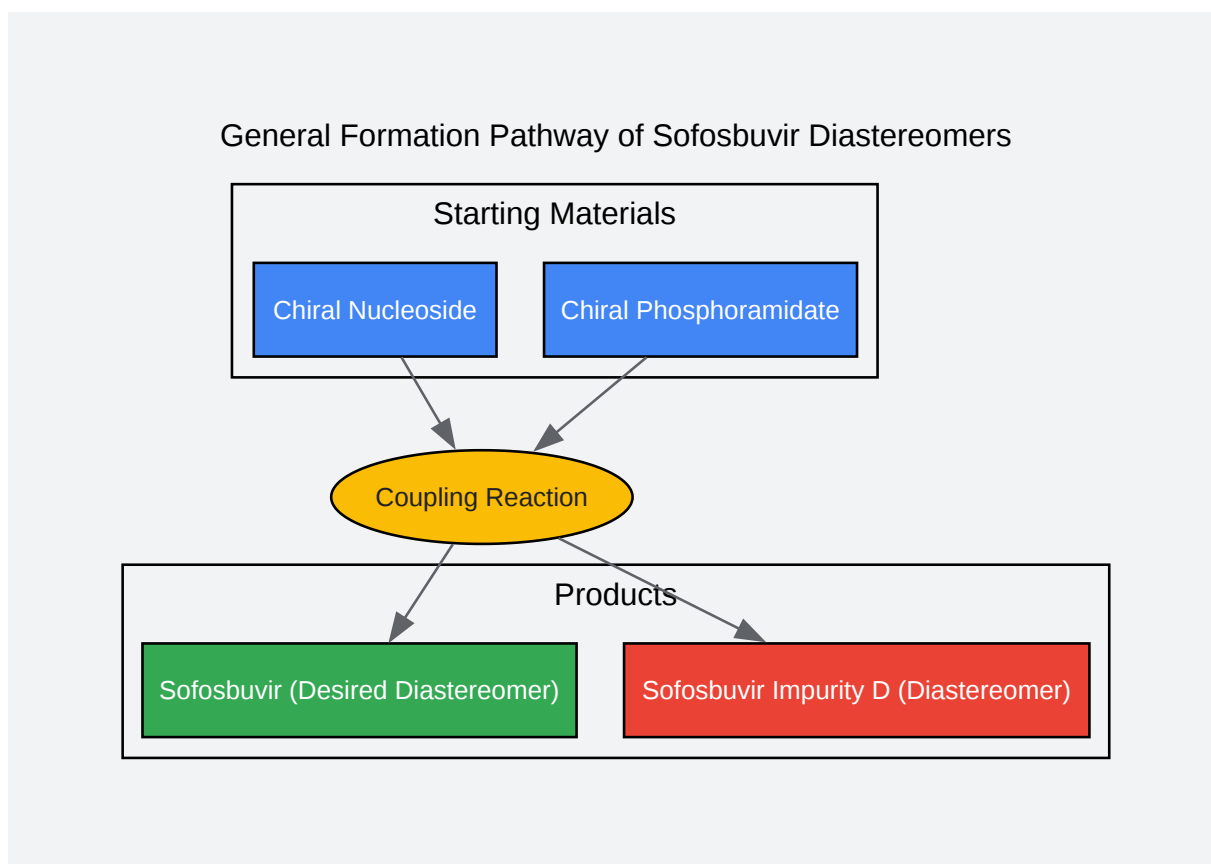 General Formation Pathway of Sofosbuvir Diastereomers
Starting Materials
Chiral Nucleoside
Chiral Phosphoramidate
Coupling Reaction
Products
Sofosbuvir (Desired Diastereomer)
Sofosbuvir Impurity D (Diastereomer)